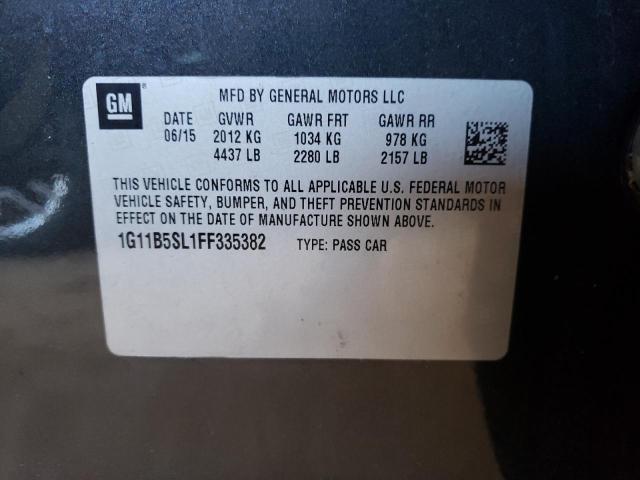 GM ®
MFD BY GENERAL MOTORS LLC
DATE GVWR GAWR FRT GAWR RR
06/15 2012 KG 1034 KG 978 KG
4437 LB 2280 LB 2157 LB
THIS VEHICLE CONFORMS TO ALL APPLICABLE U.S. FEDERAL MOTOR
VEHICLE SAFETY, BUMPER, AND THEFT PREVENTION STANDARDS IN
EFFECT ON THE DATE OF MANUFACTURE SHOWN ABOVE.
1G11B5SL1FF335382 TYPE: PASS CAR